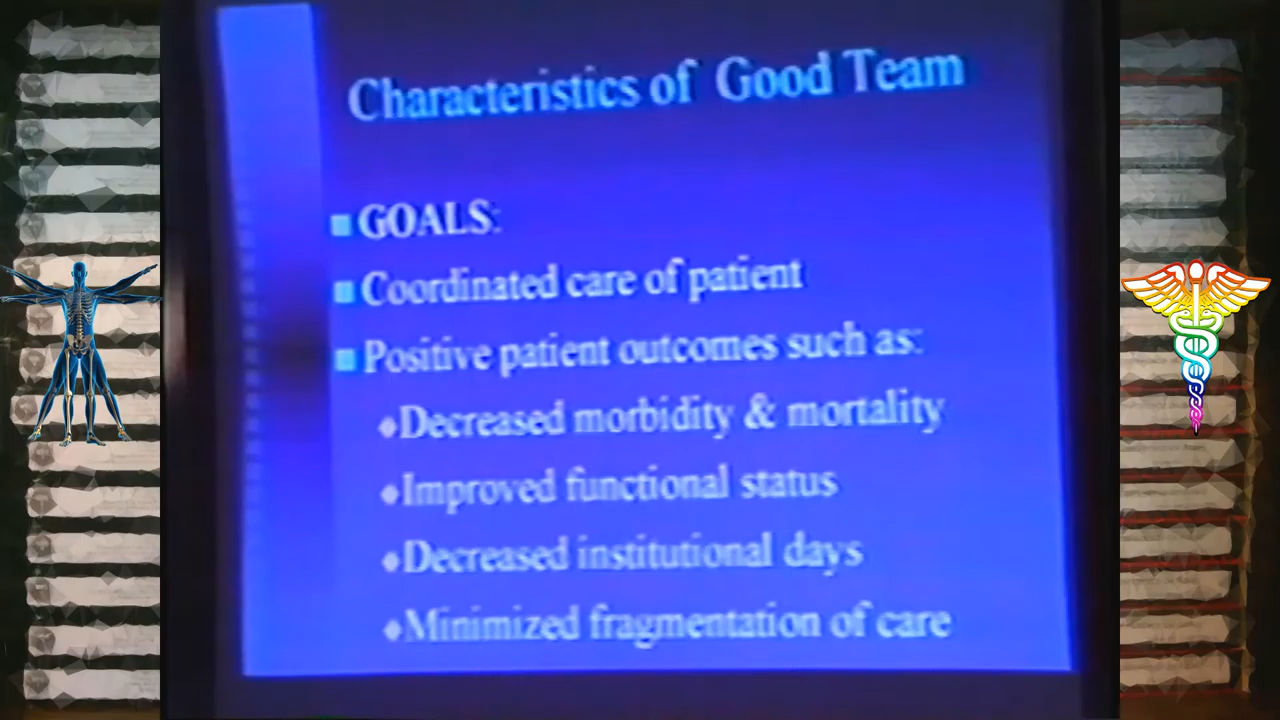 Characteristics of Good Team
GOALS:
Coordinated care of patient
Positive patient outcomes such as:
Decreased morbidity & mortality
Improved functional status
Decreased institutional days
Minimized fragmentation of care